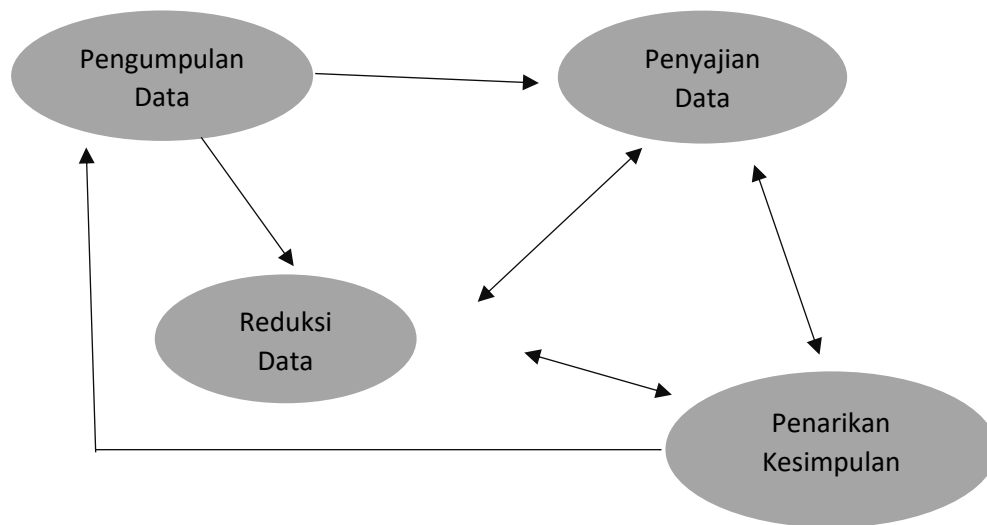 Pengumpulan
Data
Penyajian
Data
Reduksi
Data
Penarikan
Kesimpulan